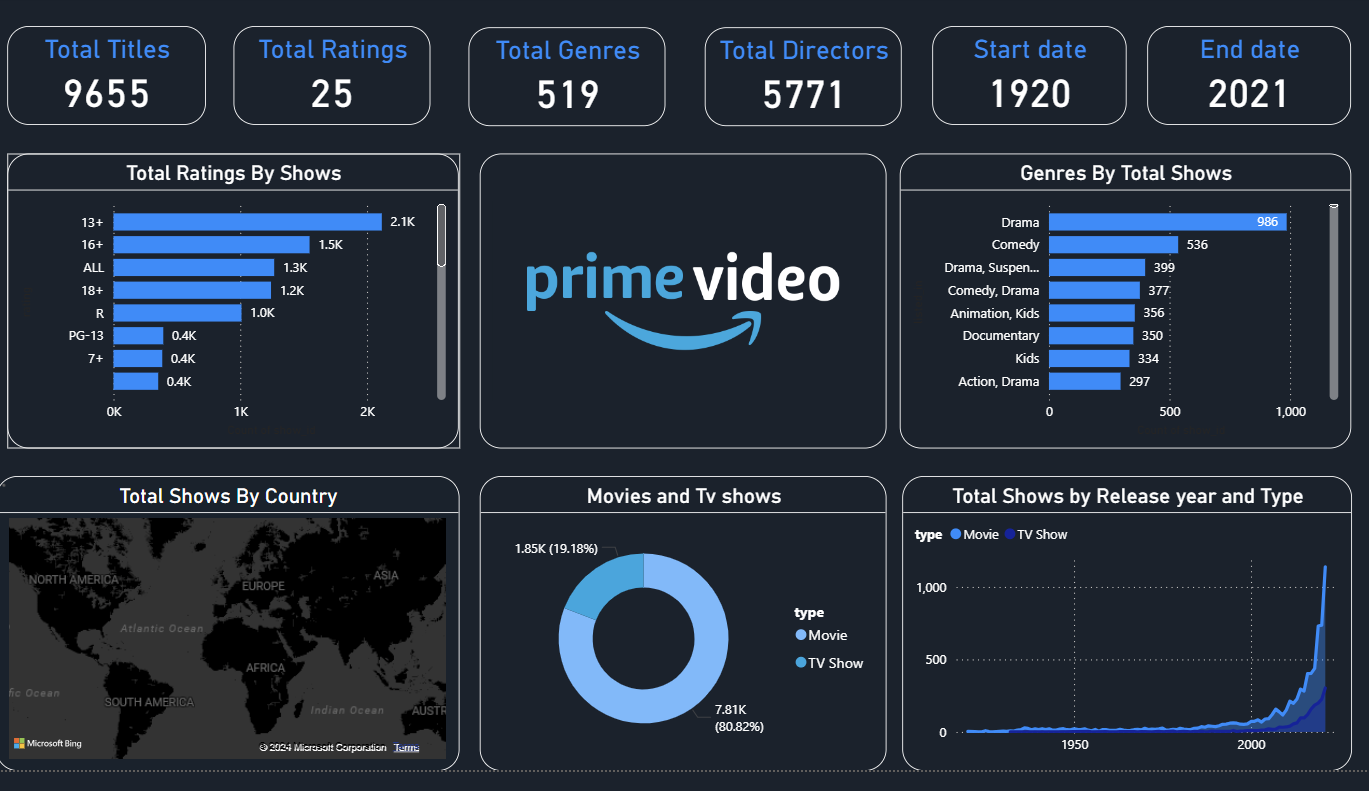 Total Titles
9655
Total Ratings
25
Total Genres
519
Total Directors
5771
Start date
1920
End date
2021
Total Ratings By Shows
13+ 2.1K
16+ 1.5K
ALL 1.3K
18+ 1.2K
R 1.0K
PG-13 0.4K
7+ 0.4K
0.4K
0K 1K 2K
prime video
Genres By Total Shows
Drama 986
Comedy 536
Drama, Suspen... 399
Comedy, Drama 377
Animation, Kids 356
Documentary 350
Kids 334
Action, Drama 297
0 500 1,000
Total Shows By Country
NORTH AMERICA
EUROPE
ASIA
Atlantic Ocean
AFRICA
fic Ocean
SOUTH AMERICA
Indian Ocean
AUSTR
Microsoft Bing
© 2024 Microsoft Corporation Terms
Movies and Tv shows
1.85K (19.18%)
type
Movie
TV Show
7.81K
(80.82%)
Total Shows by Release year and Type
type Movie TV Show
1,000
500
0
1950 2000